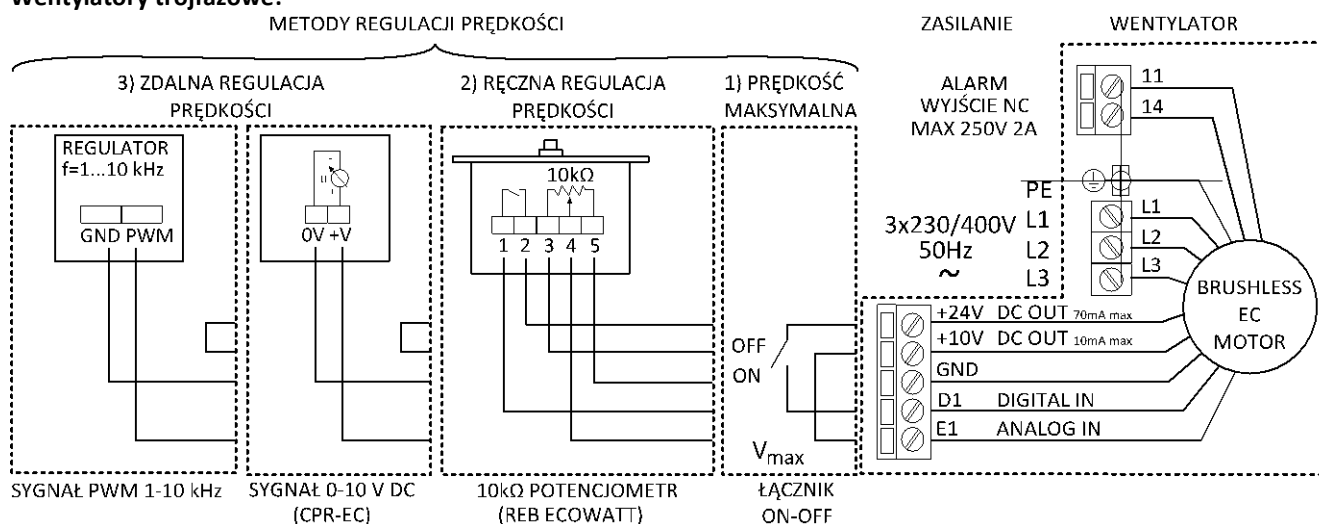 Wentylatory trójfazowe:
METODY REGULACJI PRĘDKOŚCI
ZASILANIE
WENTYLATOR
3) ZDALNA REGULACJA
PRĘDKOŚCI
2) RĘCZNA REGULACJA
PRĘDKOŚCI
1) PRĘDKOŚĆ
MAKSYMALNA
REGULATOR
f=1...10 kHz
GND PWM
U
0V +V
10kΩ
1 2 3 4 5
OFF
ON
Vmax
ALARM
WYJŚCIE NC
MAX 250V 2A
11
14
PE
3x230/400V
50Hz
~
L1
L2
L3
L1
L2
L3
BRUSHLESS
EC
MOTOR
+24V DC OUT 70mA max
+10V DC OUT 10mA max
GND
D1 DIGITAL IN
E1 ANALOG IN
SYGNAŁ PWM 1-10 kHz
SYGNAŁ 0-10 V DC
(CPR-EC)
10kΩ POTENCJOMETR
(REB ECOWATT)
ŁĄCZNIK
ON-OFF